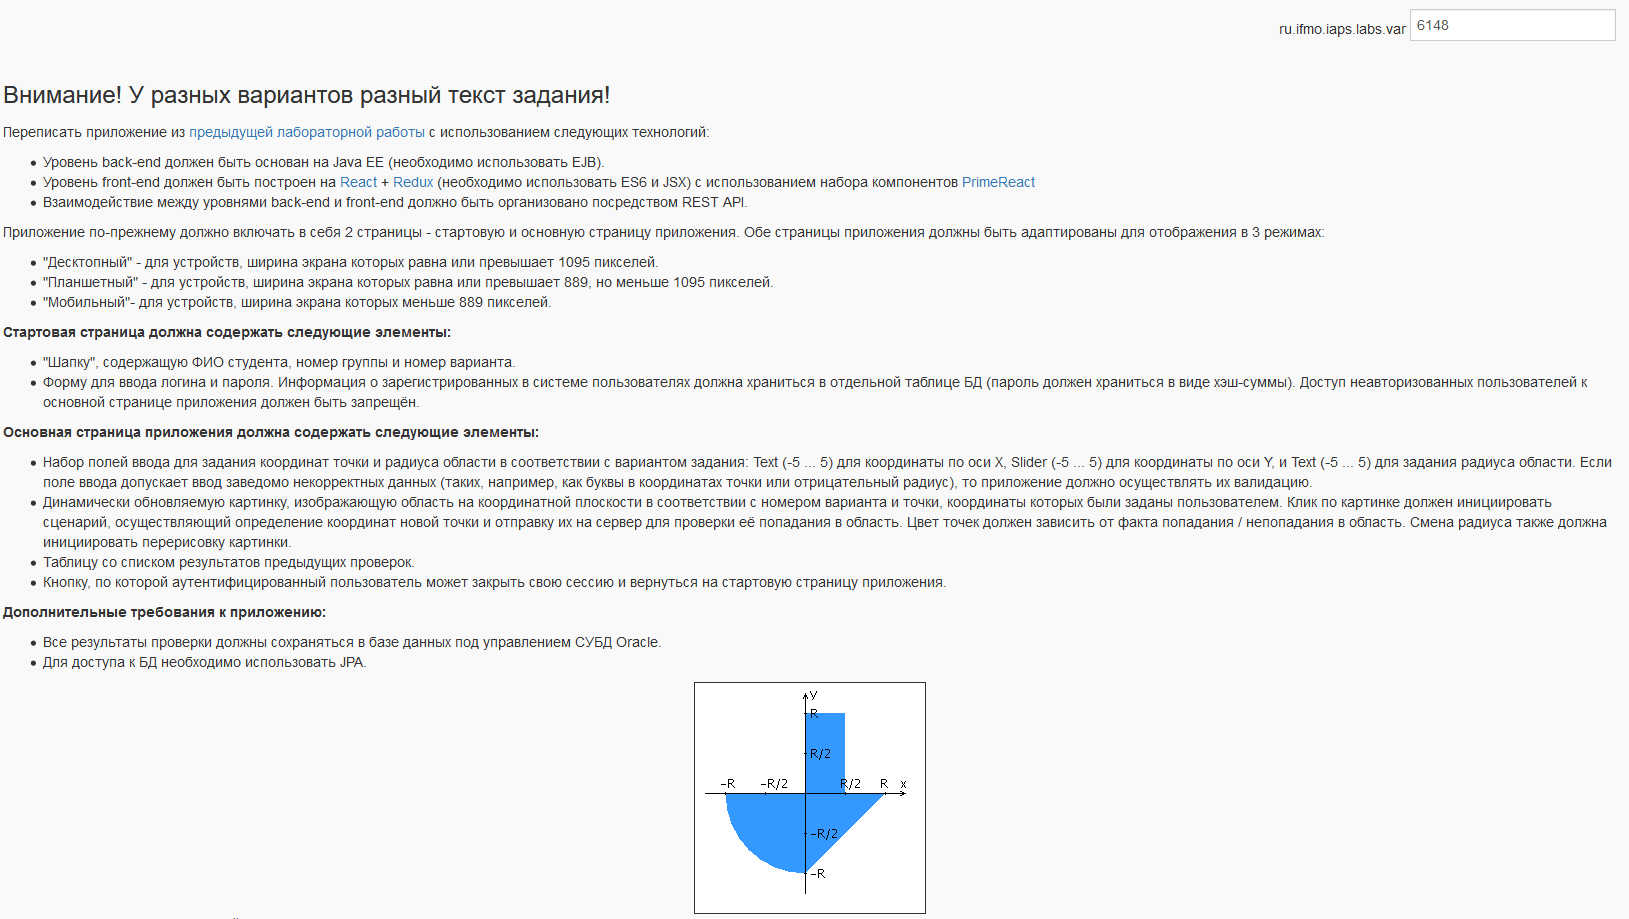 ru.ifmo.iaps.labs.var 6148
Внимание! У разных вариантов разный текст задания!
Переписать приложение из предыдущей лабораторной работы с использованием следующих технологий:
Уровень back-end должен быть основан на Java EE (необходимо использовать EJB).
Уровень front-end должен быть построен на React + Redux (необходимо использовать ES6 и JSX) с использованием набора компонентов PrimeReact
Взаимодействие между уровнями back-end и front-end должно быть организовано посредством REST API.
Приложение по-прежнему должно включать в себя 2 страницы - стартовую и основную страницу приложения. Обе страницы приложения должны быть адаптированы для отображения в 3 режимах:
"Десктопный" - для устройств, ширина экрана которых равна или превышает 1095 пикселей.
"Планшетный" - для устройств, ширина экрана которых равна или превышает 889, но меньше 1095 пикселей.
"Мобильный"- для устройств, ширина экрана которых меньше 889 пикселей.
Стартовая страница должна содержать следующие элементы:
"Шапку", содержащую ФИО студента, номер группы и номер варианта.
Форму для ввода логина и пароля. Информация о зарегистрированных в системе пользователях должна храниться в отдельной таблице БД (пароль должен храниться в виде хэш-суммы). Доступ неавторизованных пользователей к
основной странице приложения должен быть запрещён.
Основная страница приложения должна содержать следующие элементы:
Набор полей ввода для задания координат точки и радиуса области в соответствии с вариантом задания: Text (-5 ... 5) для координаты по оси X, Slider (-5 ... 5) для координаты по оси Y, и Text (-5 ... 5) для задания радиуса области. Если
поле ввода допускает ввод заведомо некорректных данных (таких, например, как буквы в координатах точки или отрицательный радиус), то приложение должно осуществлять их валидацию.
Динамически обновляемую картинку, изображающую область на координатной плоскости в соответствии с номером варианта и точки, координаты которых были заданы пользователем. Клик по картинке должен инициировать
сценарий, осуществляющий определение координат новой точки и отправку их на сервер для проверки её попадания в область. Цвет точек должен зависить от факта попадания / непопадания в область. Смена радиуса также должна
инициировать перерисовку картинки.
Таблицу со списком результатов предыдущих проверок.
Кнопку, по которой аутентифицированный пользователь может закрыть свою сессию и вернуться на стартовую страницу приложения.
Дополнительные требования к приложению:
Все результаты проверки должны сохраняться в базе данных под управлением СУБД Oracle.
Для доступа к БД необходимо использовать JPA.
y
R
R/2
-R -R/2 R/2 R x
-R/2
-R